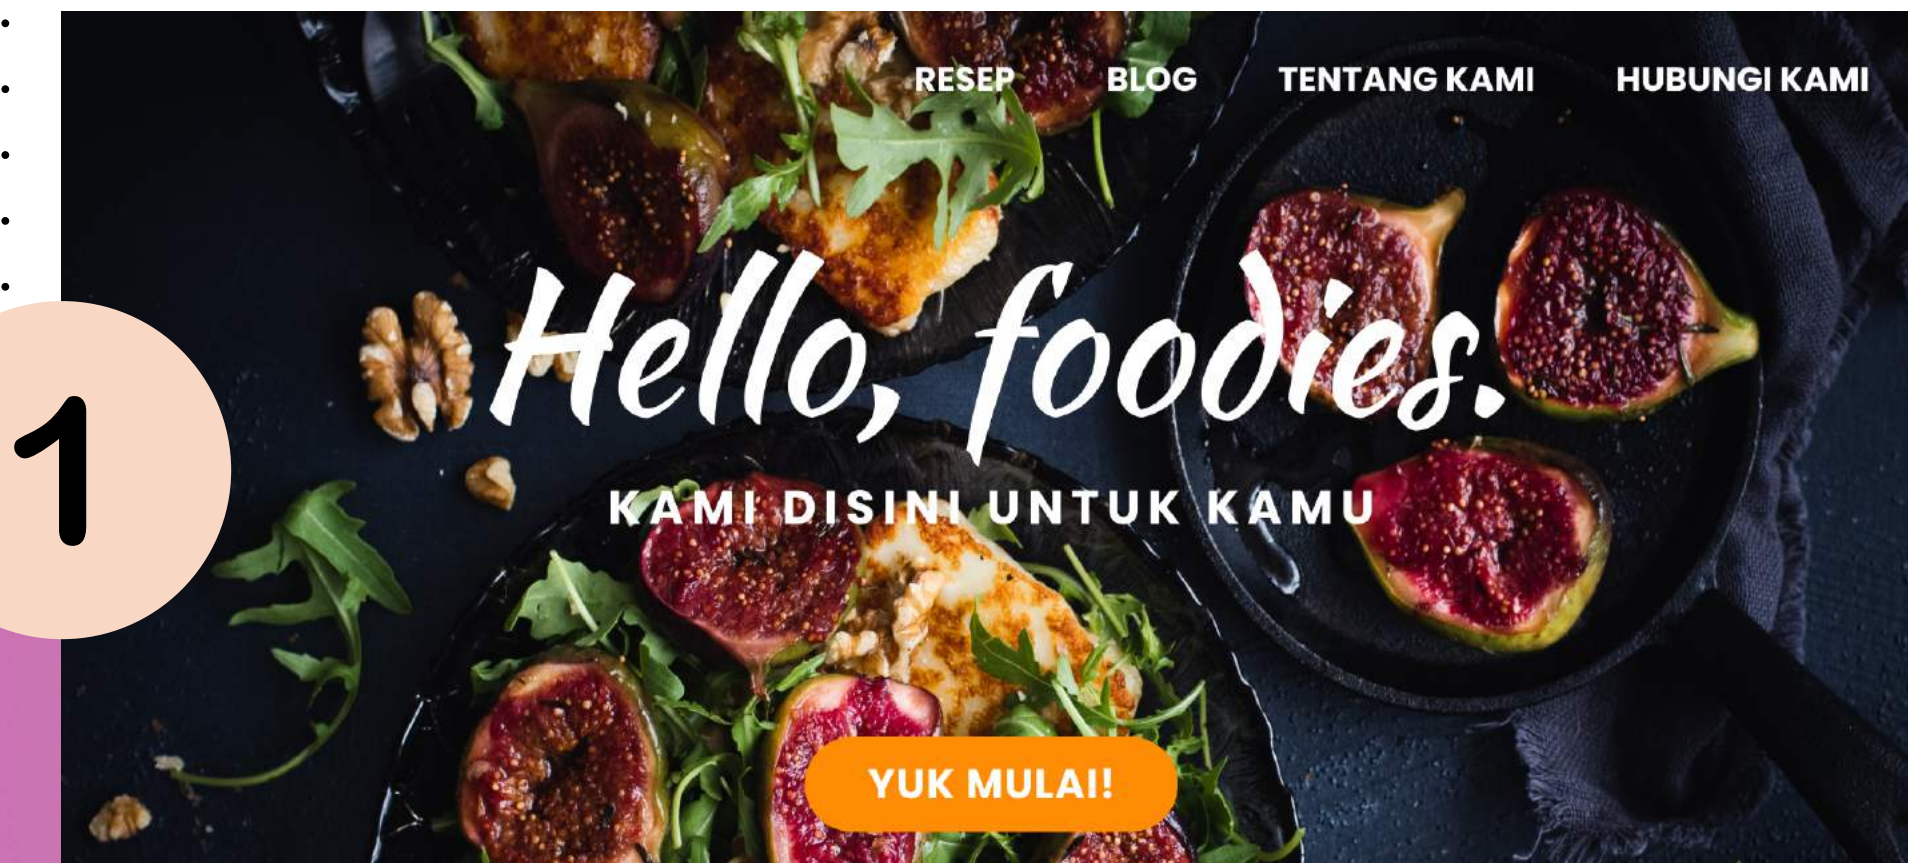 RESEP BLOG TENTANG KAMI HUBUNGI KAMI
Hello, foodies.
1
KAMI DISINI UNTUK KAMU
YUK MULAI!